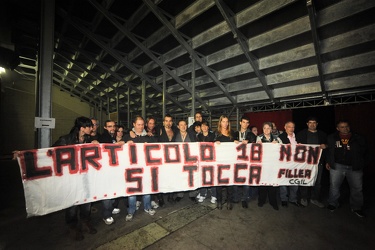 L'ARTICOLO 18 NON
...SI TOCCA... FILLEA
CGIL